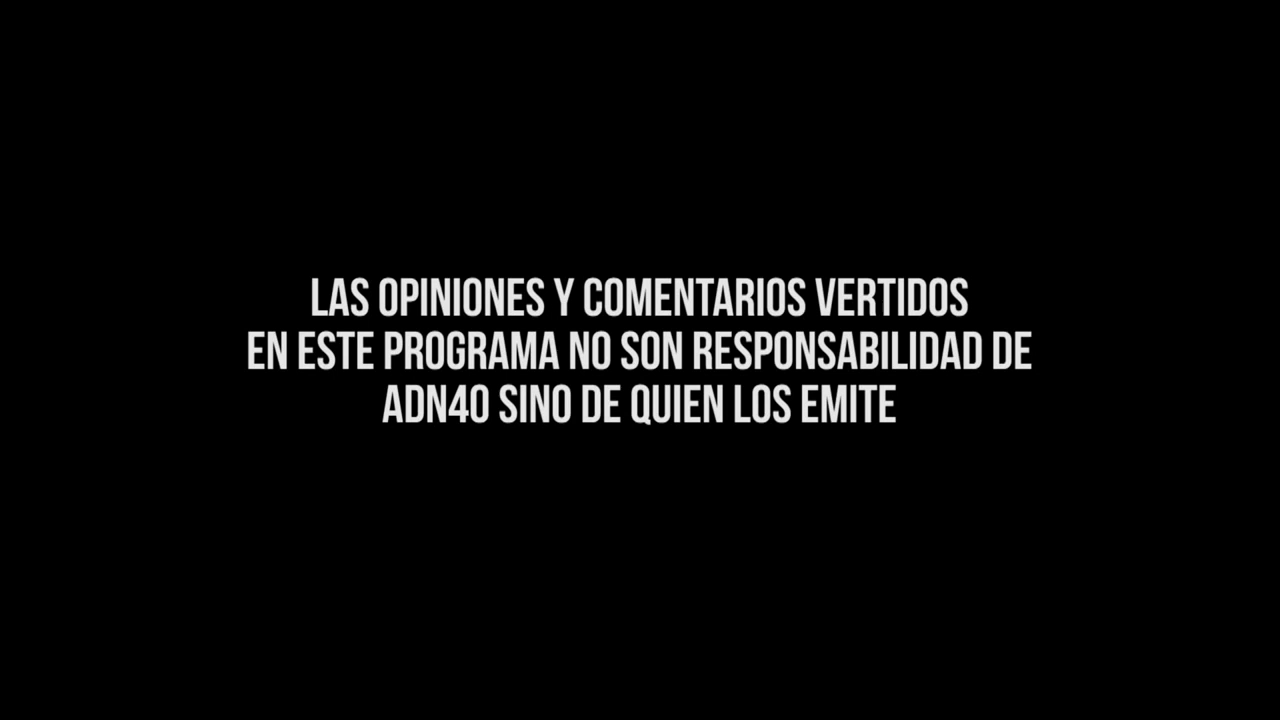 LAS OPINIONES Y COMENTARIOS VERTIDOS
EN ESTE PROGRAMA NO SON RESPONSABILIDAD DE
ADN40 SINO DE QUIEN LOS EMITE